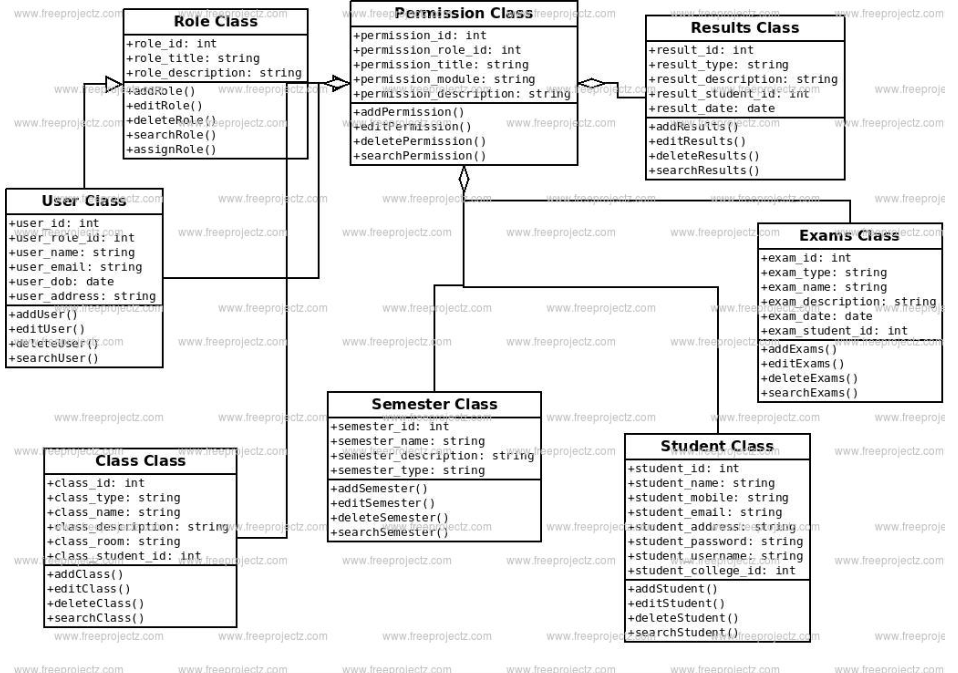 Role Class
+role_id: int
+role_title: string
+role_description: string
+addRole()
+editRole()
+deleteRole()
+searchRole()
+assignRole()
Permission Class
+permission_id: int
+permission_role_id: int
+permission_title: string
+permission_module: string
+permission_description: string
+addPermission()
+editPermission()
+deletePermission()
+searchPermission()
Results Class
+result_id: int
+result_type: string
+result_description: string
+result_student_id: int
+result_date: date
+addResults()
+editResults()
+deleteResults()
+searchResults()
User Class
+user_id: int
+user_role_id: int
+user_name: string
+user_email: string
+user_dob: date
+user_address: string
+addUser()
+editUser()
+deleteUser()
+searchUser()
Exams Class
+exam_id: int
+exam_type: string
+exam_name: string
+exam_description: string
+exam_date: date
+exam_student_id: int
+addExams()
+editExams()
+deleteExams()
+searchExams()
Semester Class
+semester_id: int
+semester_name: string
+semester_description: string
+semester_type: string
+addSemester()
+editSemester()
+deleteSemester()
+searchSemester()
Class Class
+class_id: int
+class_type: string
+class_name: string
+class_description: string
+class_room: string
+class_student_id: int
+addClass()
+editClass()
+deleteClass()
+searchClass()
Student Class
+student_id: int
+student_name: string
+student_mobile: string
+student_email: string
+student_address: string
+student_password: string
+student_username: string
+student_college_id: int
+addStudent()
+editStudent()
+deleteStudent()
+searchStudent()
www.freeprojectz.com